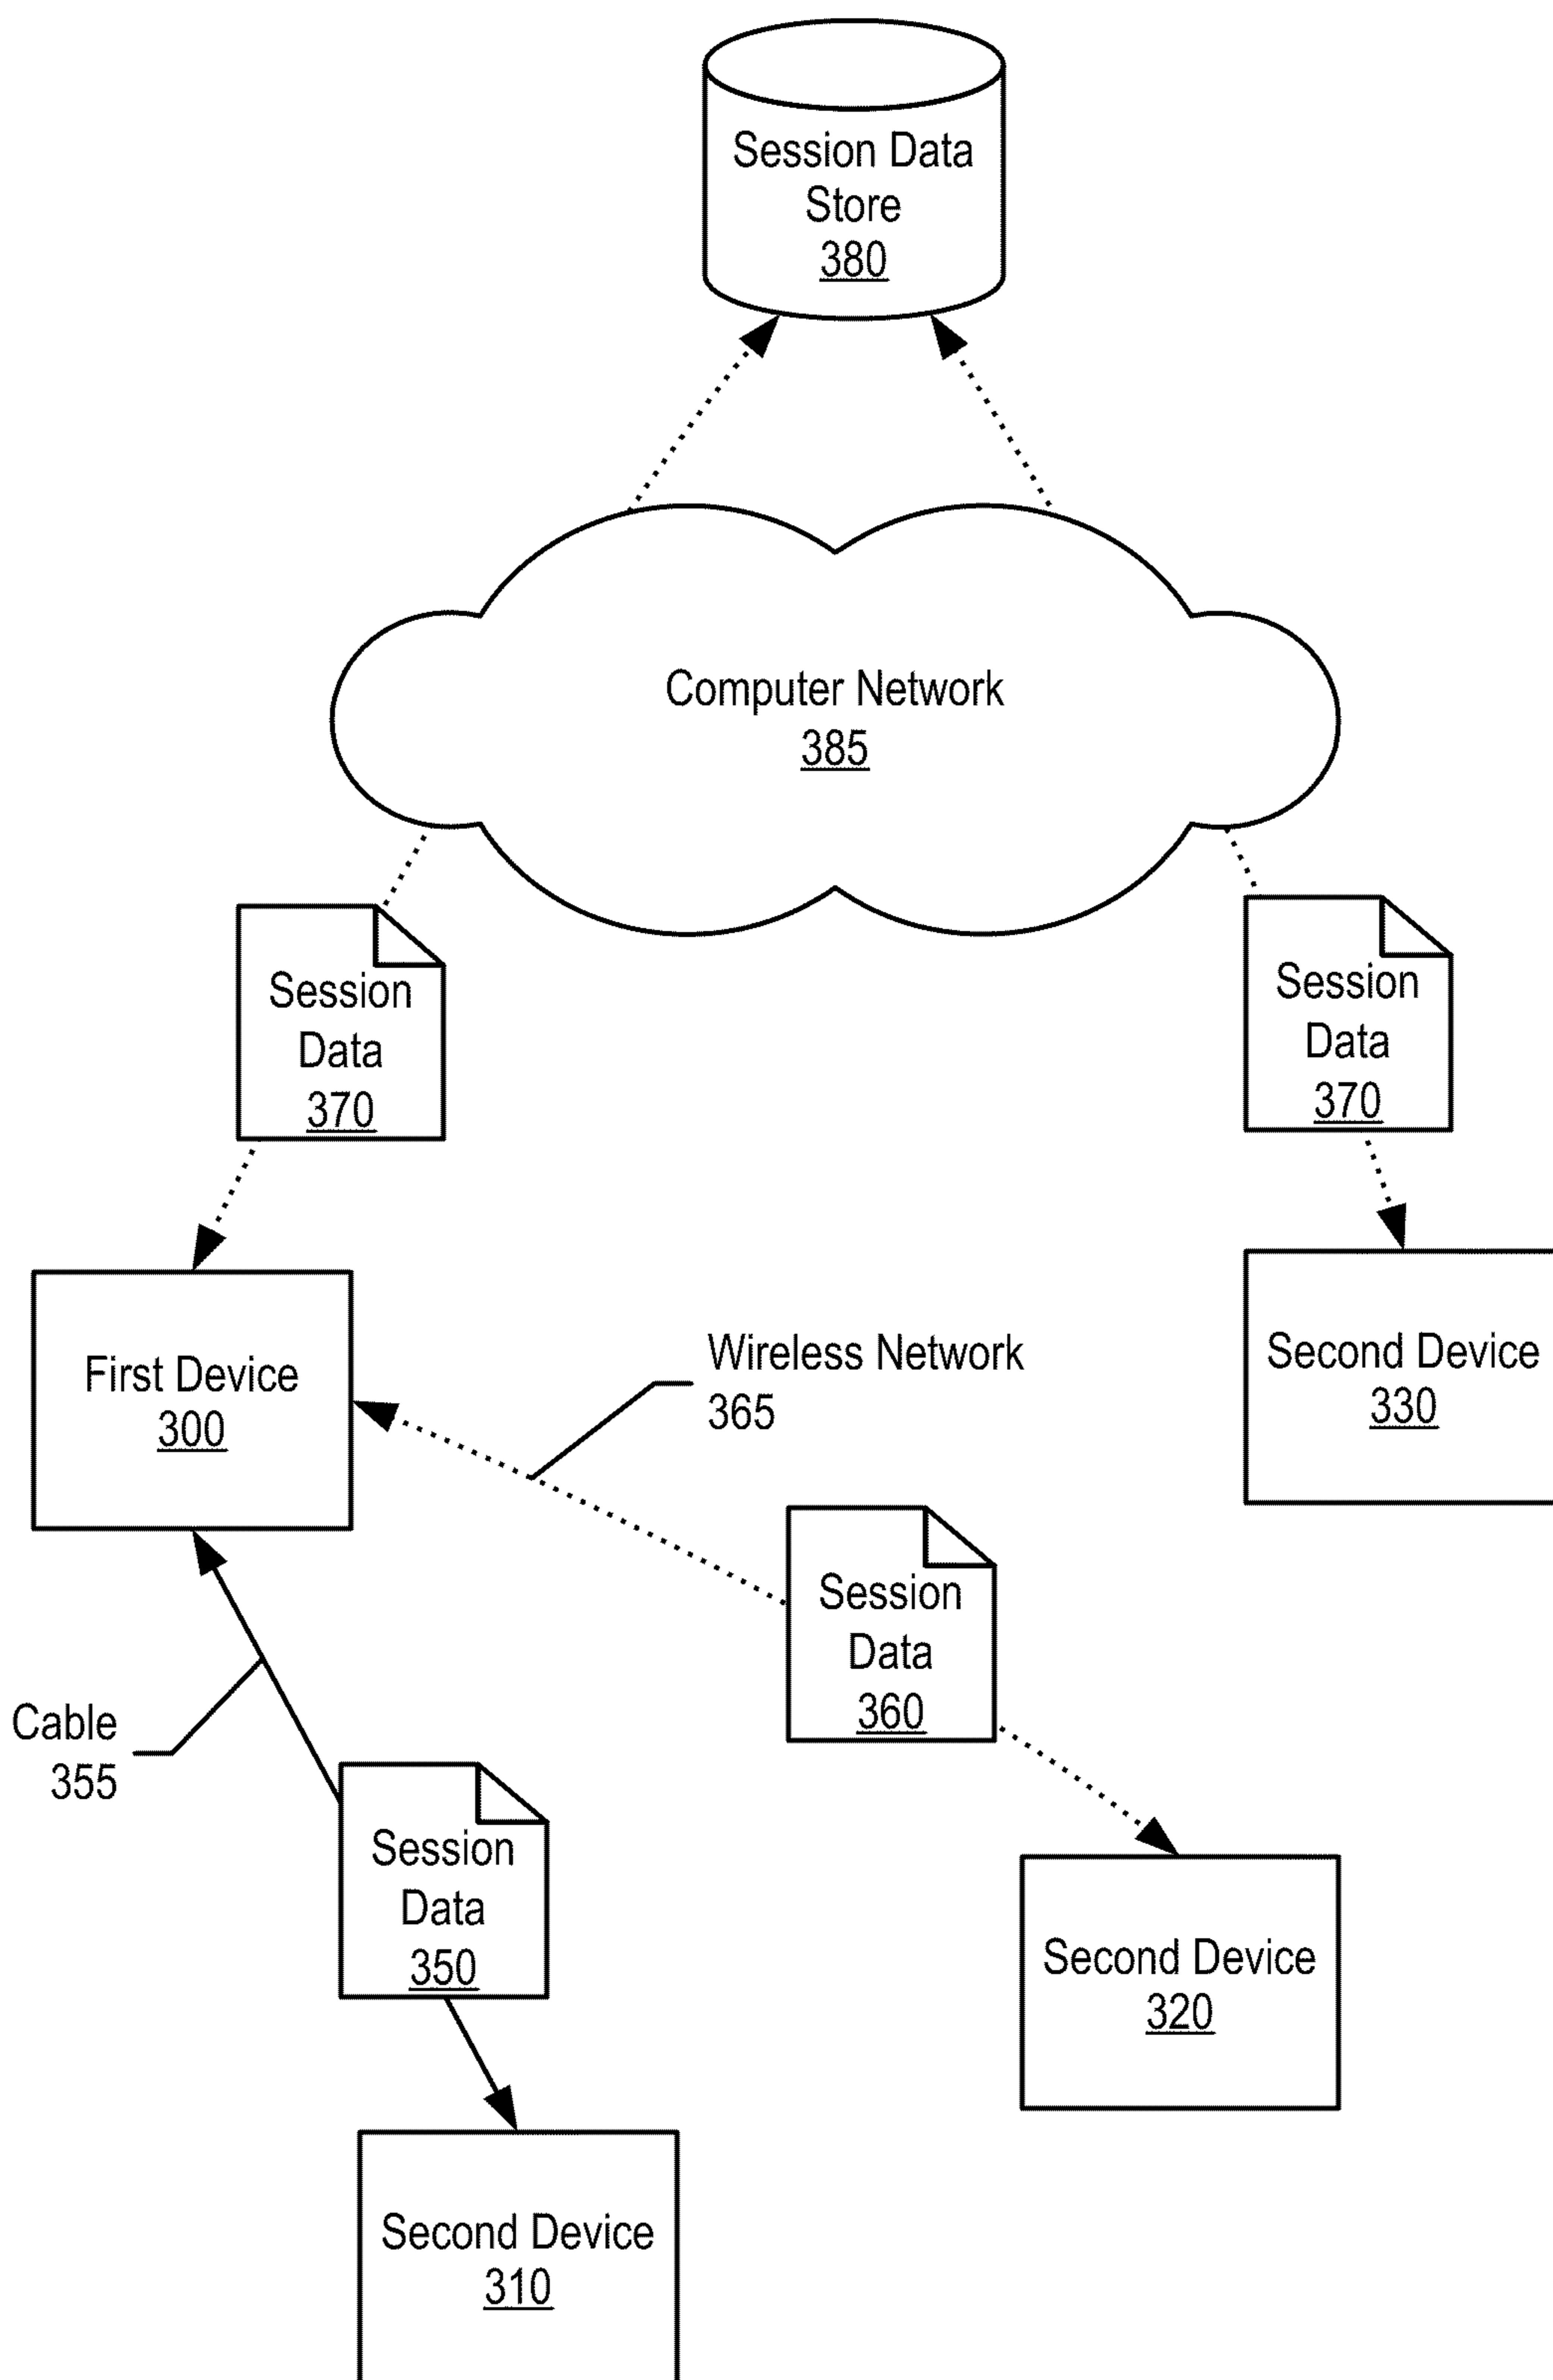 Session Data
Store
380
Computer Network
385
Session
Data
370
Session
Data
370
First Device
300
Wireless Network
365
Second Device
330
Session
Data
360
Cable
355
Session
Data
350
Second Device
320
Second Device
310